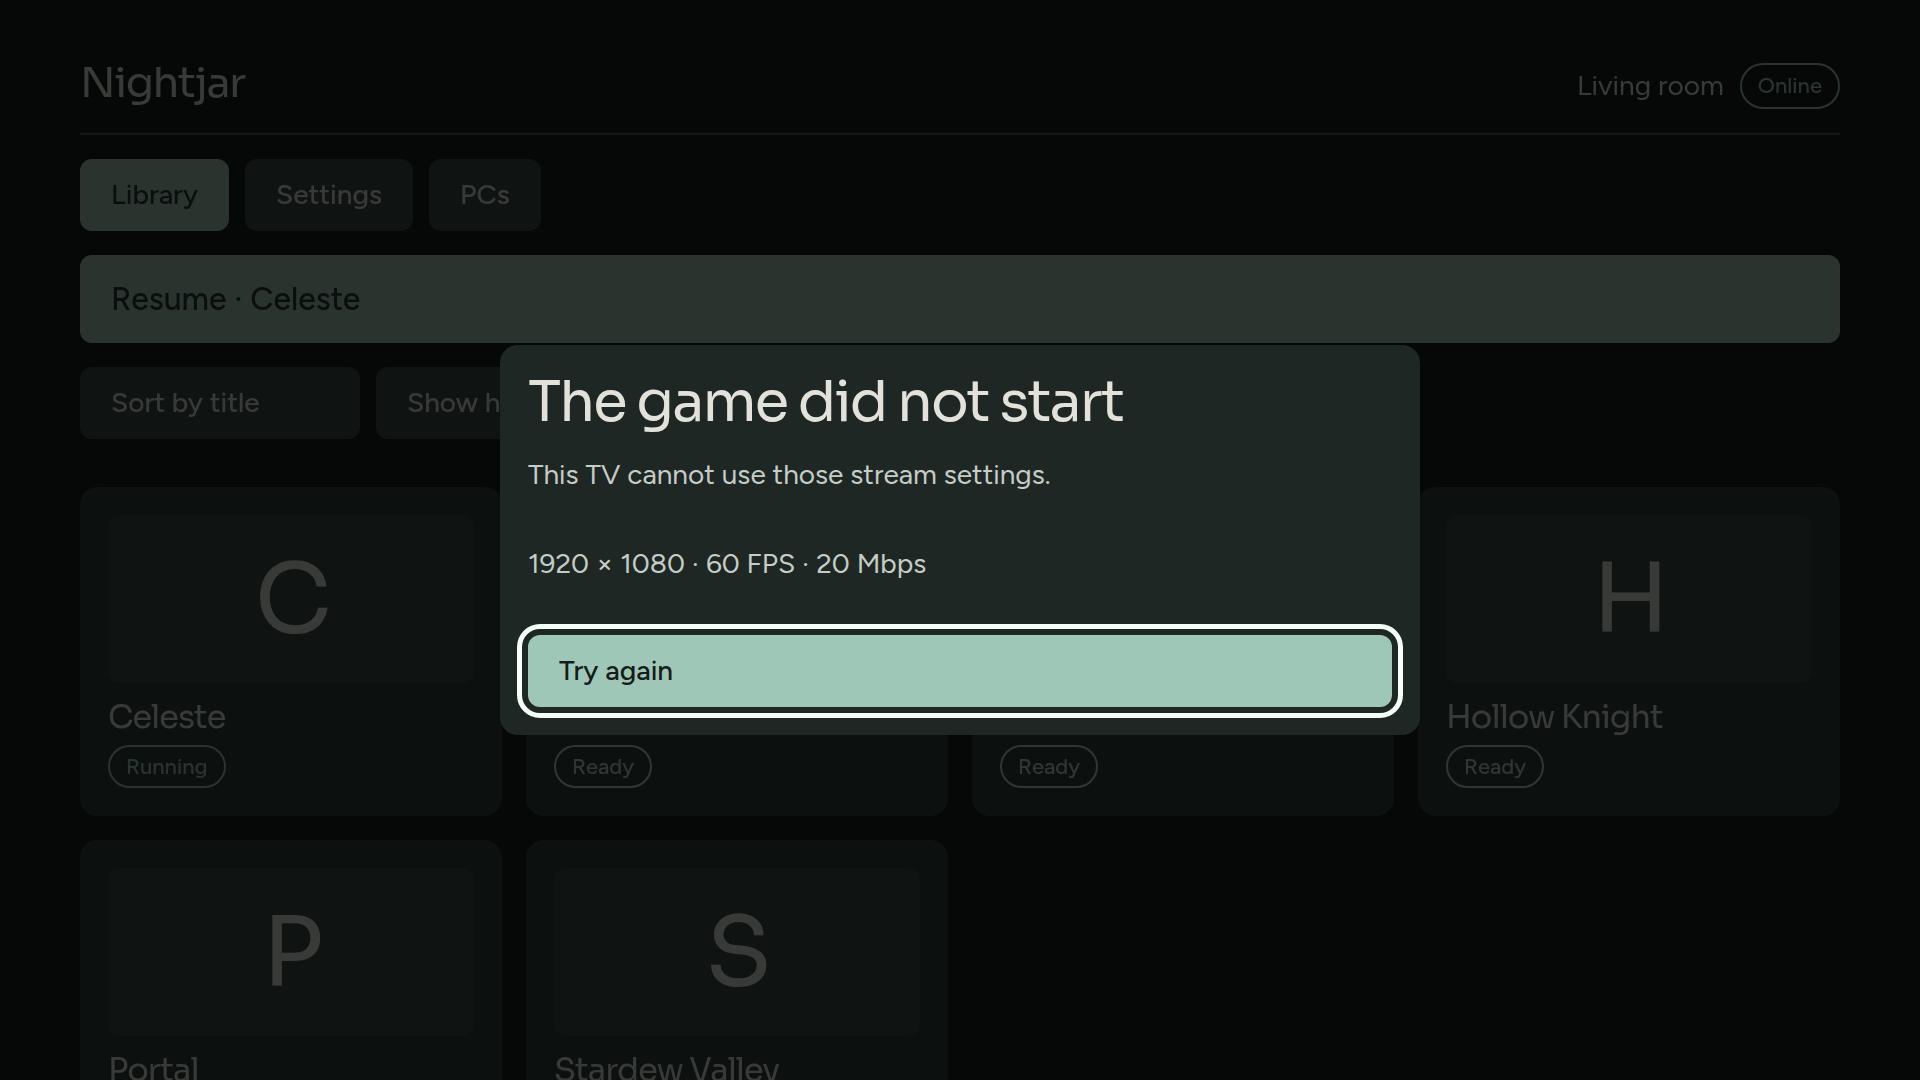 Nightjar
Living room
Online
Library
Settings
PCs
Resume · Celeste
Sort by title
Show h
The game did not start
This TV cannot use those stream settings.
1920 × 1080 · 60 FPS · 20 Mbps
Try again
C
H
Celeste
Hollow Knight
Running
Ready
Ready
Ready
P
S
Portal
Stardew Valley